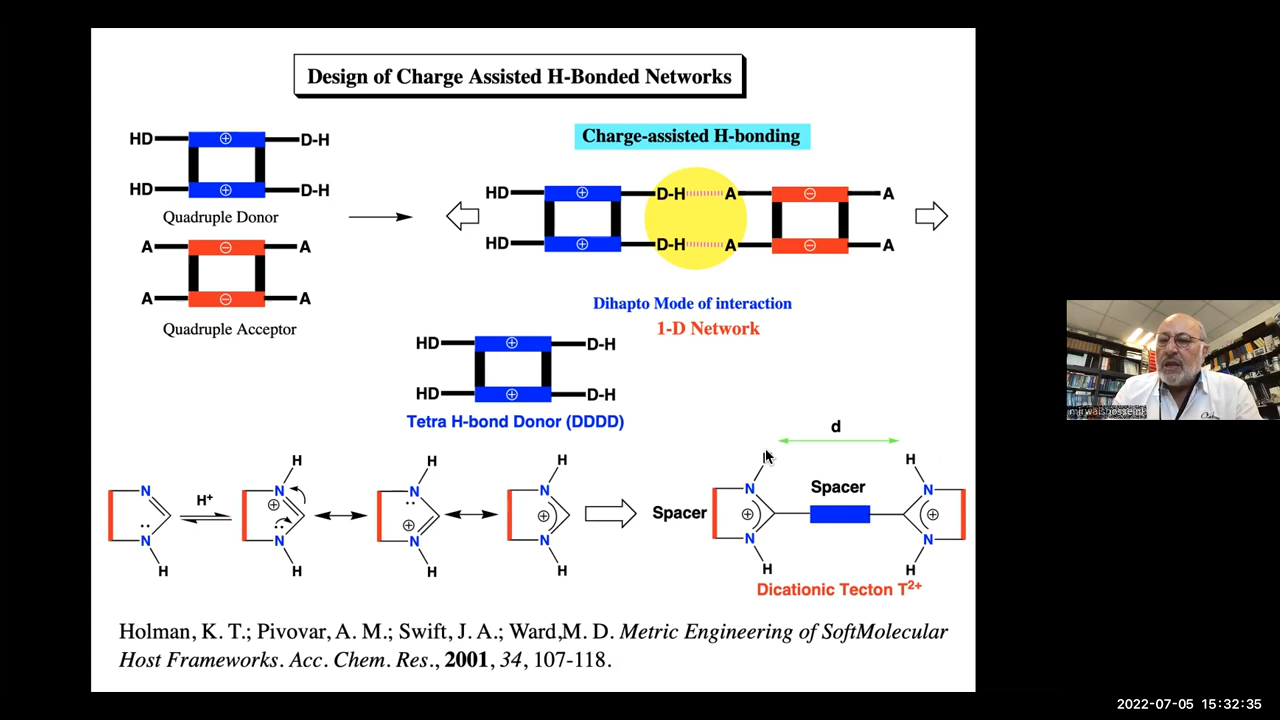 Design of Charge Assisted H-Bonded Networks
HD D-H
HD D-H
Quadruple Donor
A A
A A
Quadruple Acceptor
Charge-assisted H-bonding
HD D-H A A
HD D-H A A
Dihapto Mode of interaction
1-D Network
HD D-H
HD D-H
Tetra H-bond Donor (DDDD)
d
H H H H H
N N N N N N
H⁺
Spacer Spacer
N N N N N N
H H H H H H
Dicationic Tecton T²⁺
Holman, K. T.; Pivovar, A. M.; Swift, J. A.; Ward,M. D. Metric Engineering of SoftMolecular
Host Frameworks. Acc. Chem. Res., 2001, 34, 107-118.
2022-07-05 15:32:35